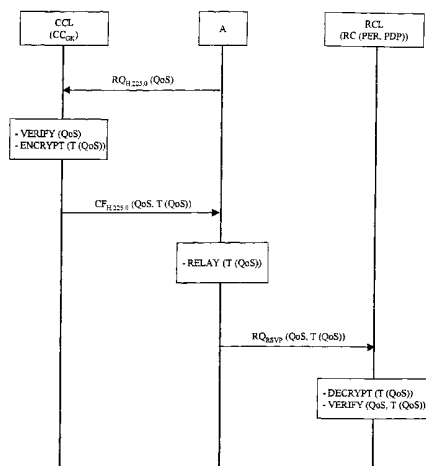 CCL
(CC_GK)
A
RCL
(RC (PER, PDP))
RQ_H.225.0 (QoS)
- VERIFY (QoS)
- ENCRYPT (T (QoS))
CF_H.225.0 (QoS, T (QoS))
- RELAY (T (QoS))
RQ_RSVP (QoS, T (QoS))
- DECRYPT (T (QoS))
- VERIFY (QoS, T (QoS))